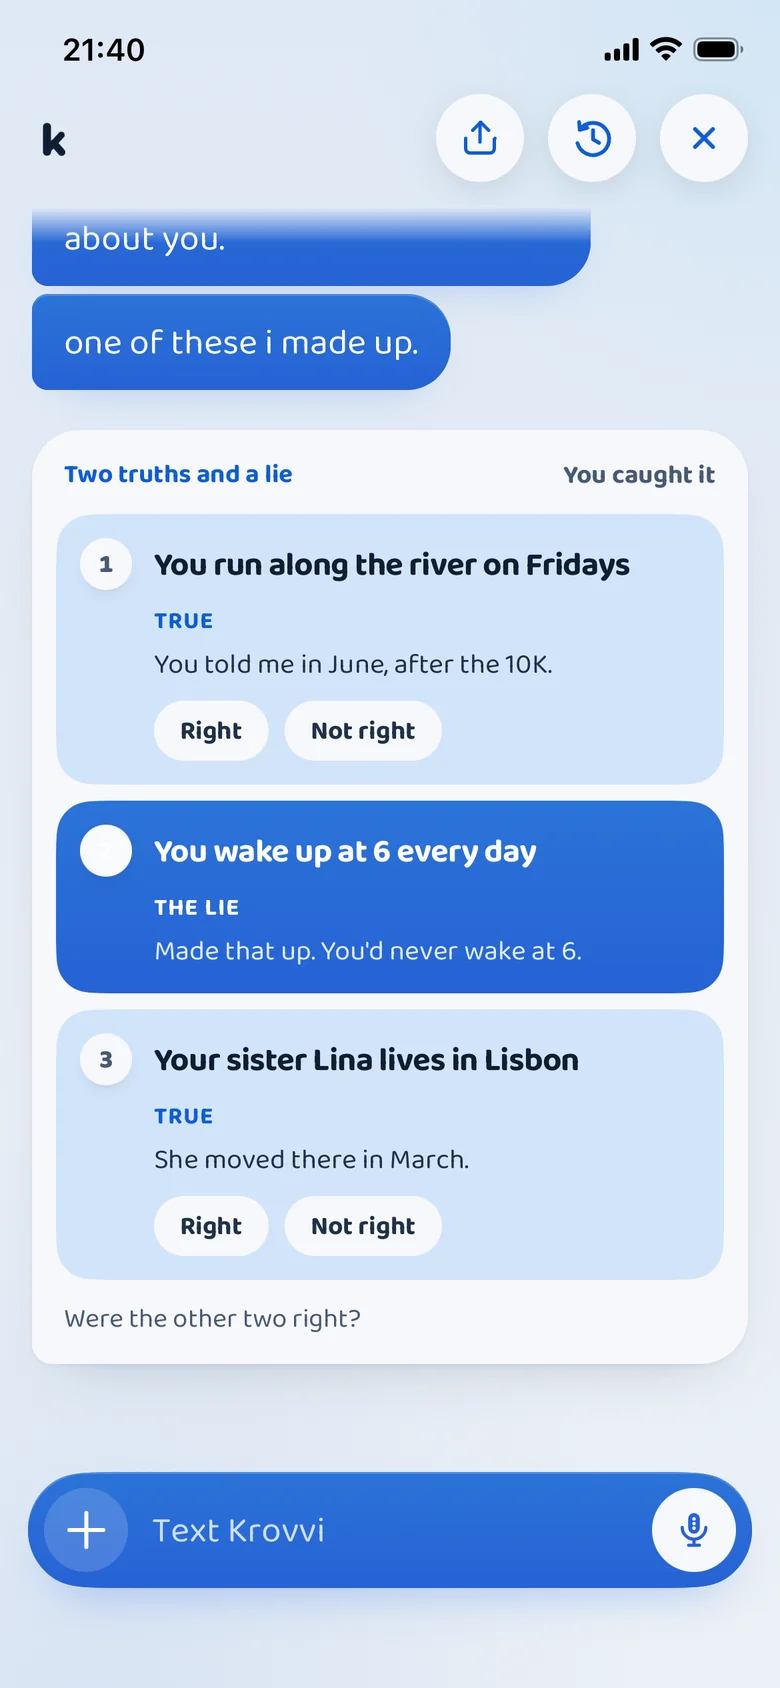 21:40
k
about you.
one of these i made up.
Two truths and a lie
You caught it
1
You run along the river on Fridays
TRUE
You told me in June, after the 10K.
Right
Not right
2
You wake up at 6 every day
THE LIE
Made that up. You'd never wake at 6.
3
Your sister Lina lives in Lisbon
TRUE
She moved there in March.
Right
Not right
Were the other two right?
Text Krovvi